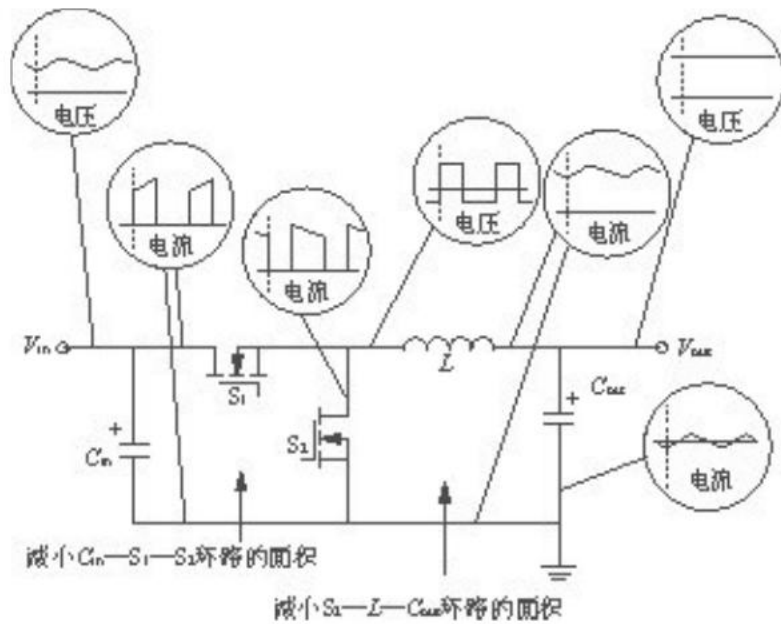 电压
电压
电流
电压
电流
电流
Vin
S1
L
Vout
+
Cout
+
Cin
S2
电流
减小Cin—S1—S2环路的面积
减小S2—L—Cout环路的面积